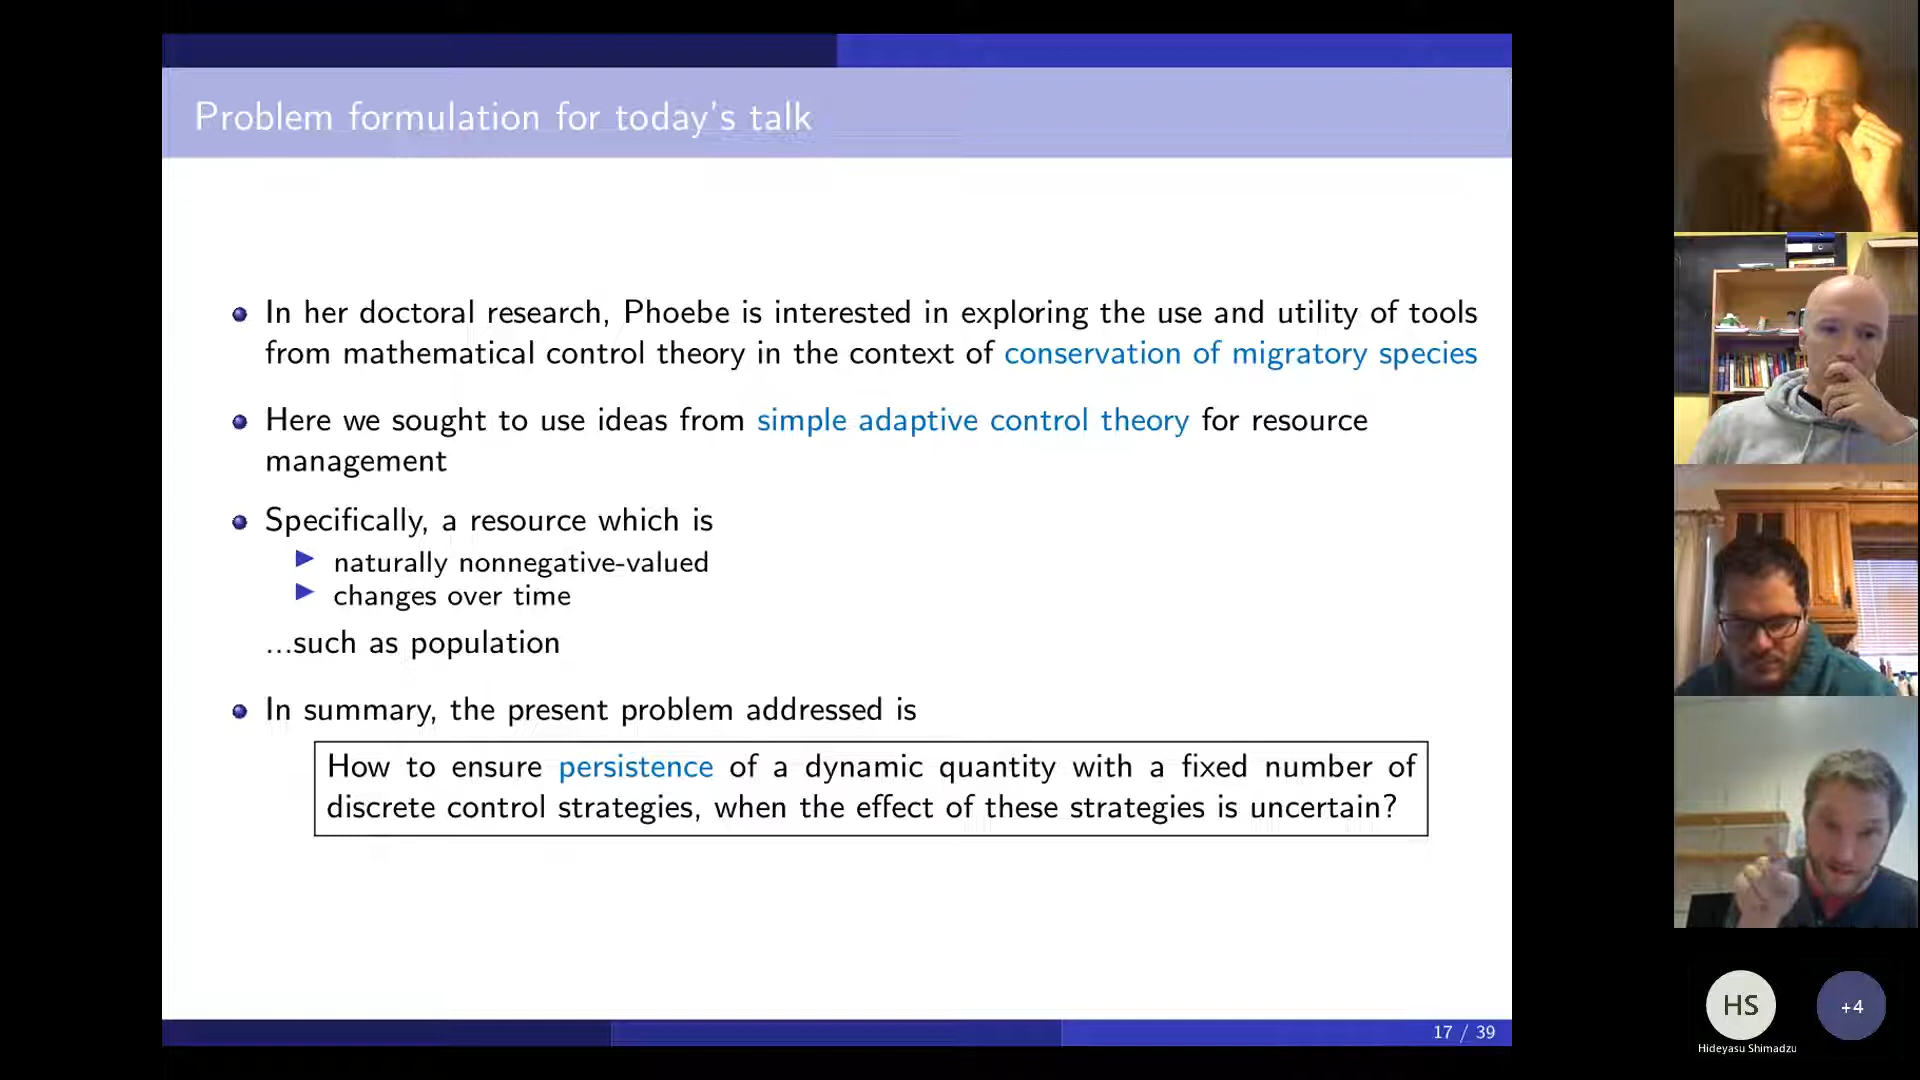 Problem formulation for today's talk
In her doctoral research, Phoebe is interested in exploring the use and utility of tools
from mathematical control theory in the context of conservation of migratory species
Here we sought to use ideas from simple adaptive control theory for resource
management
Specifically, a resource which is
naturally nonnegative-valued
changes over time
...such as population
In summary, the present problem addressed is
How to ensure persistence of a dynamic quantity with a fixed number of
discrete control strategies, when the effect of these strategies is uncertain?
17 / 39
HS
+4
Hideyasu Shimadzu